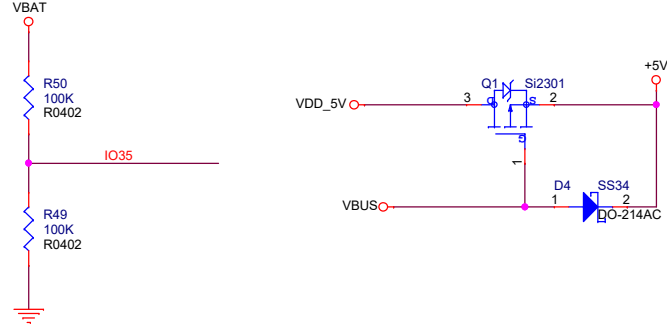 VBAT
R50
100K
R0402
IO35
R49
100K
R0402
+5V
Q1
Si2301
VDD_5V
3
D
S
2
G
1
VBUS
D4
SS34
1
2
DO-214AC